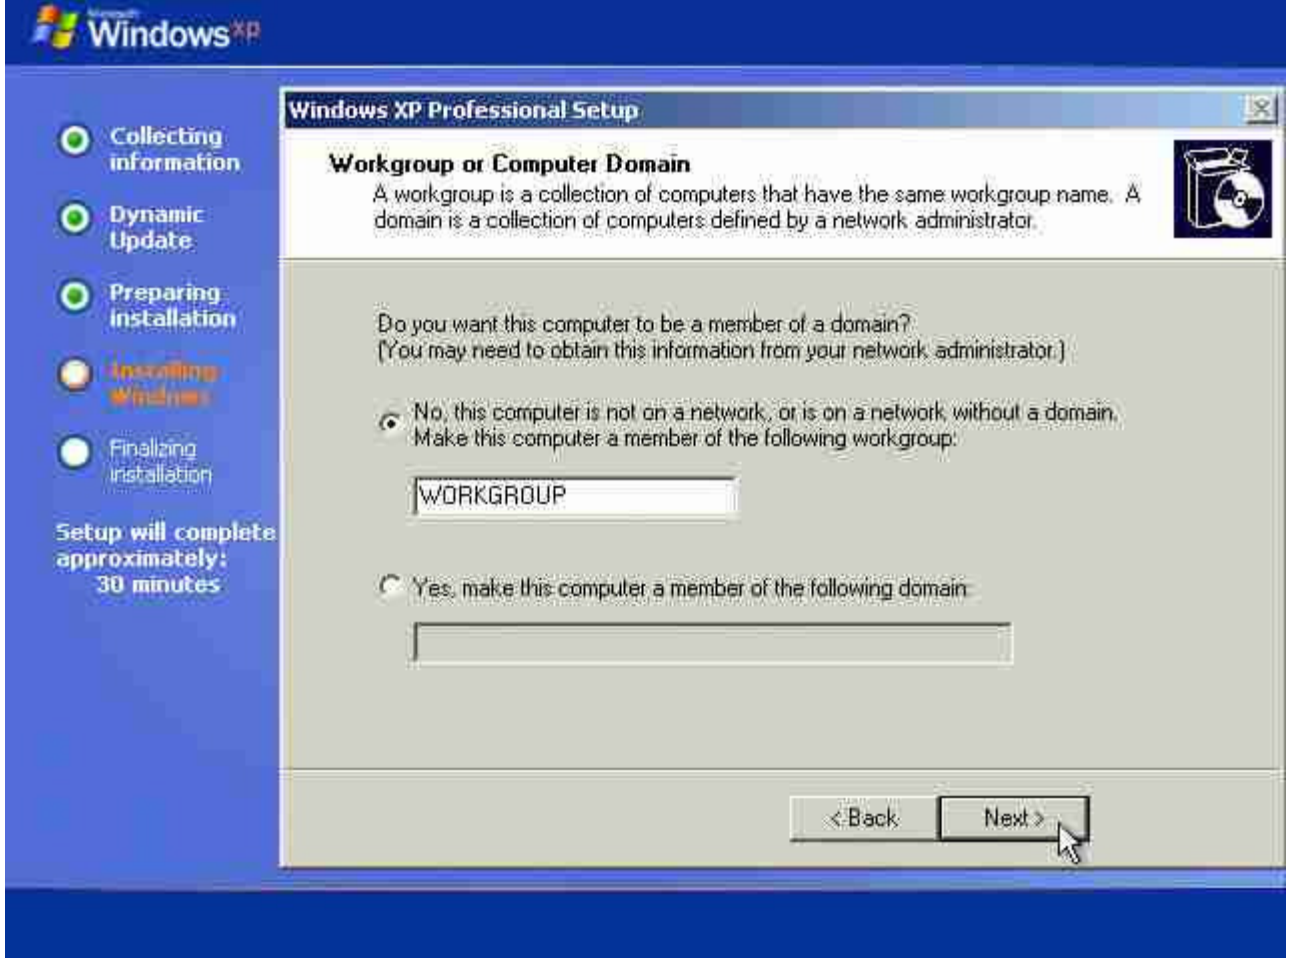 Microsoft
Windows xp
Collecting
information
Dynamic
Update
Preparing
installation
Installing
Windows
Finalizing
installation
Setup will complete
approximately:
30 minutes
Windows XP Professional Setup
Workgroup or Computer Domain
A workgroup is a collection of computers that have the same workgroup name. A
domain is a collection of computers defined by a network administrator.
Do you want this computer to be a member of a domain?
(You may need to obtain this information from your network administrator.)
No, this computer is not on a network, or is on a network without a domain.
Make this computer a member of the following workgroup:
WORKGROUP
Yes, make this computer a member of the following domain:
< Back
Next >